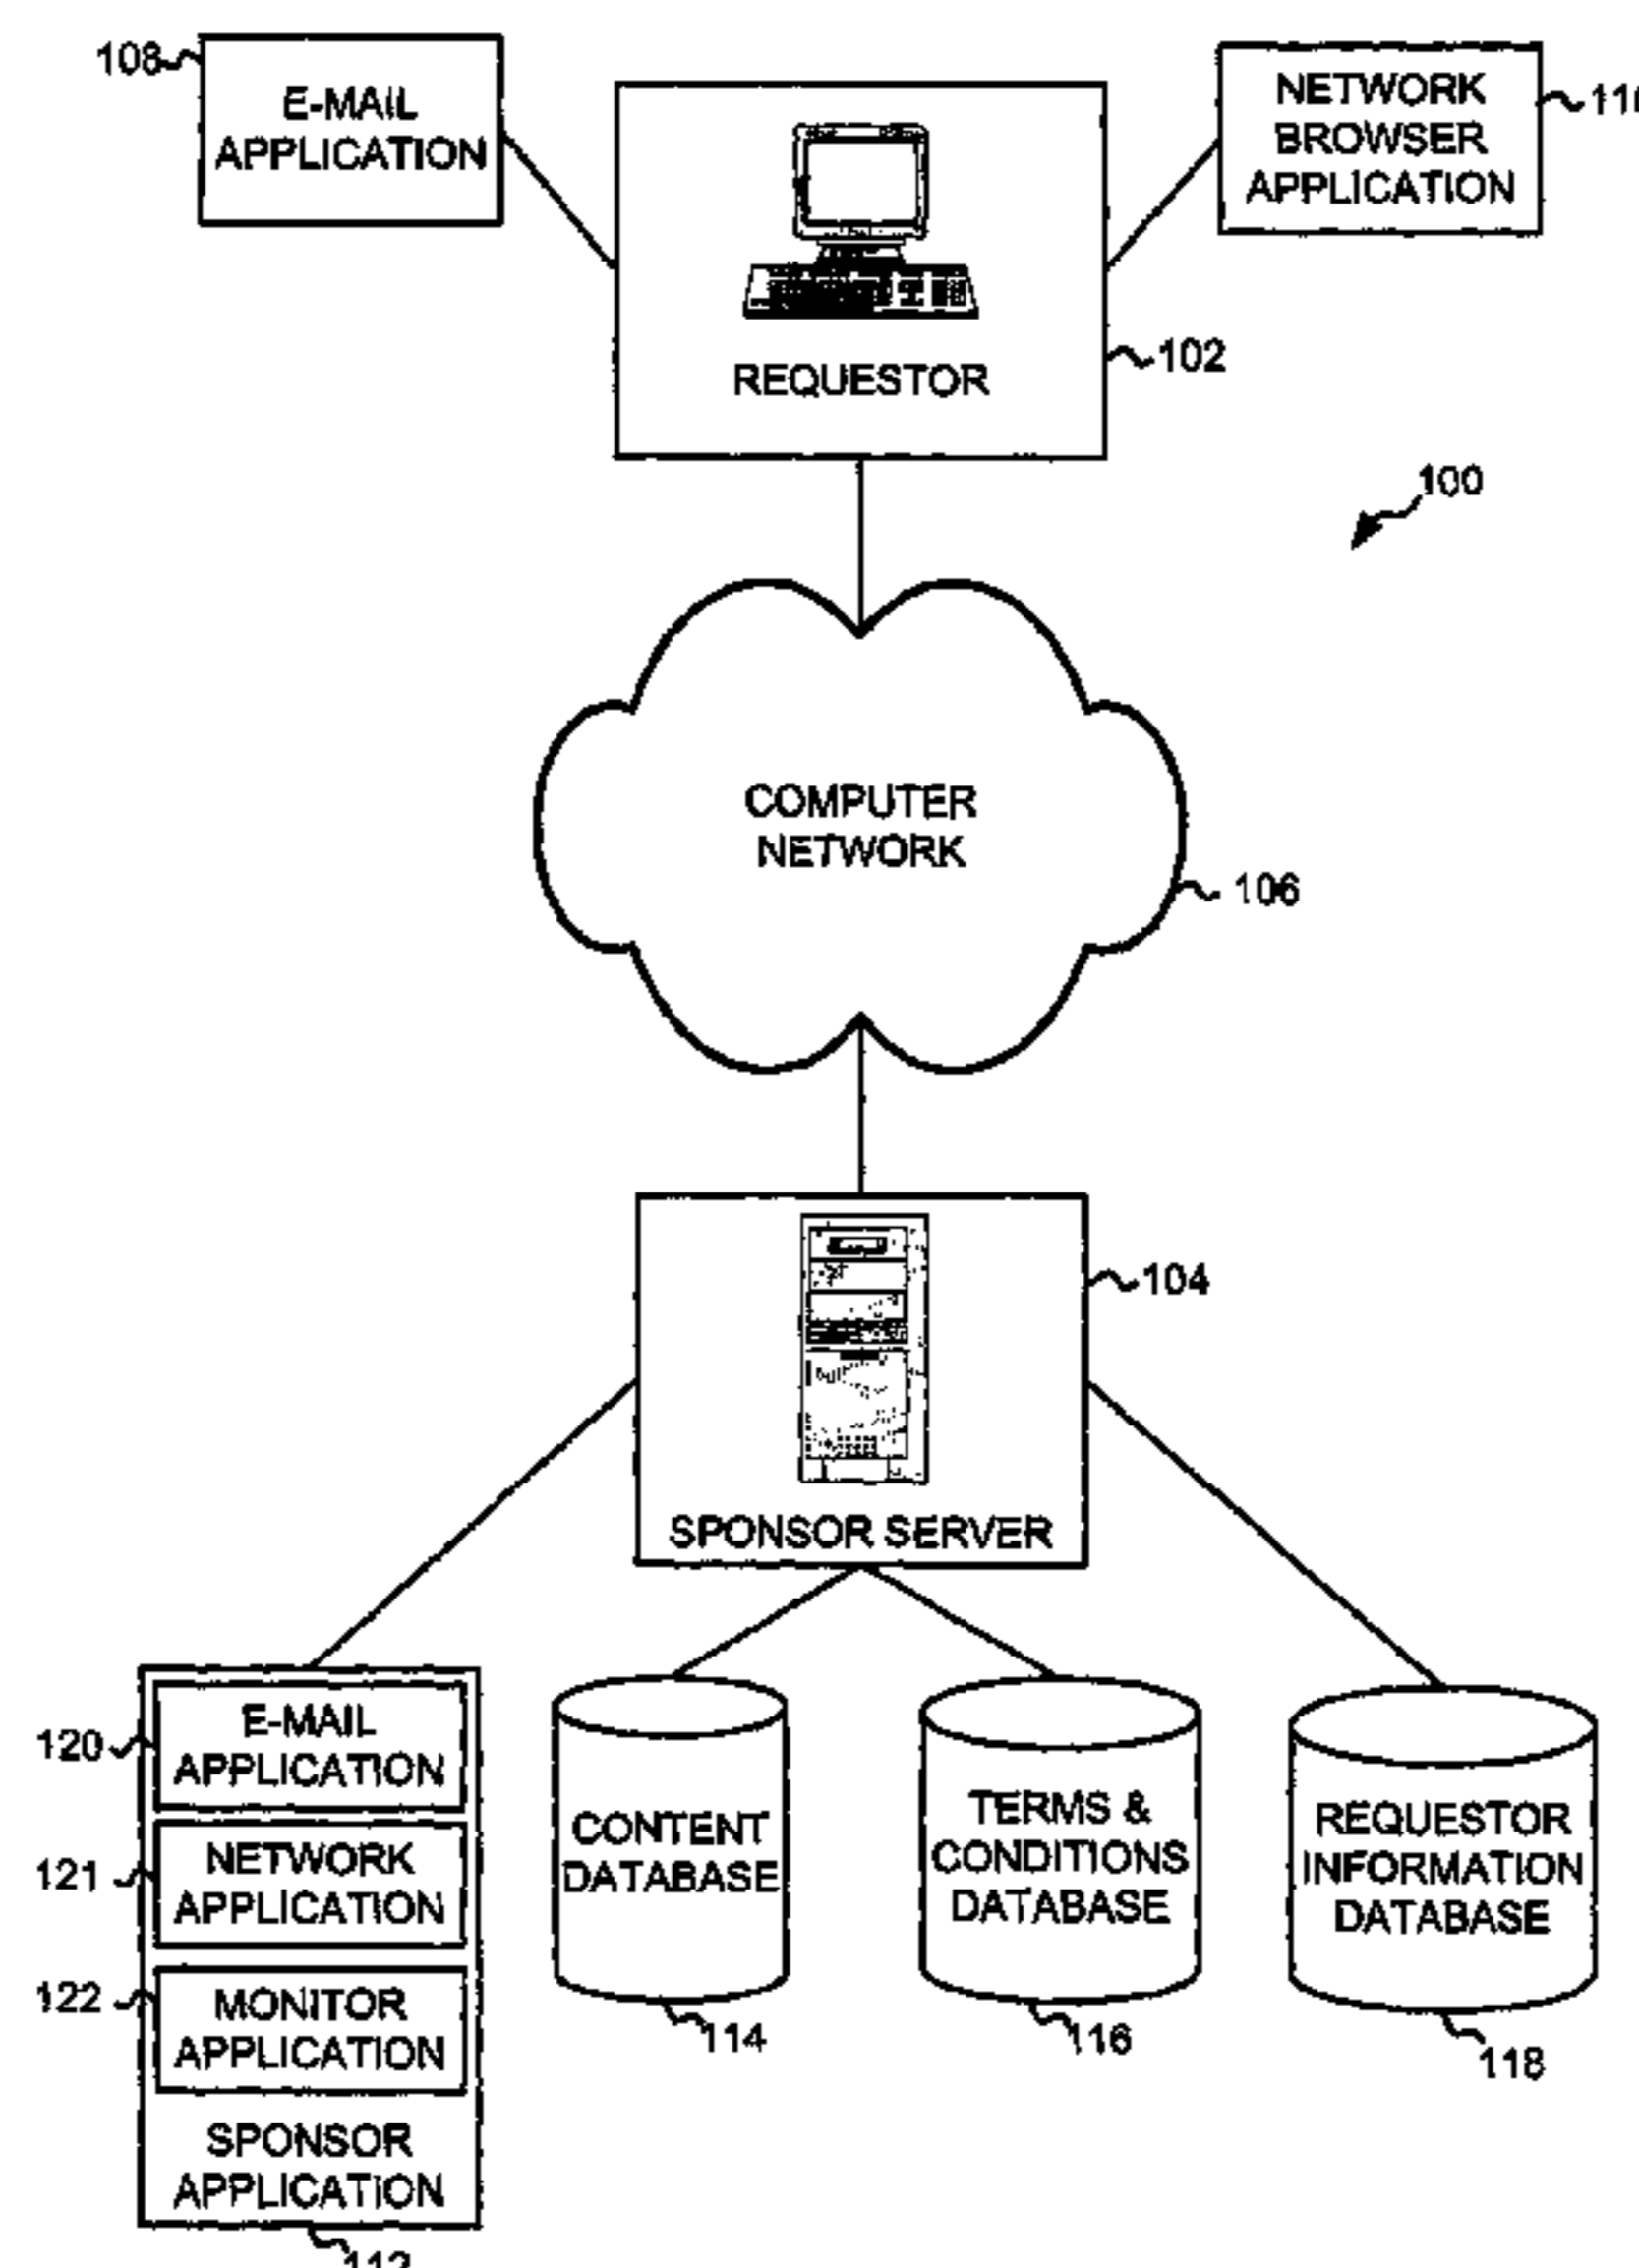 108
E-MAIL
APPLICATION
NETWORK
BROWSER
APPLICATION
REQUESTOR
102
100
COMPUTER
NETWORK
106
104
SPONSOR SERVER
120
E-MAIL
APPLICATION
121
NETWORK
APPLICATION
122
MONITOR
APPLICATION
SPONSOR
APPLICATION
CONTENT
DATABASE
114
TERMS &
CONDITIONS
DATABASE
116
REQUESTOR
INFORMATION
DATABASE
118